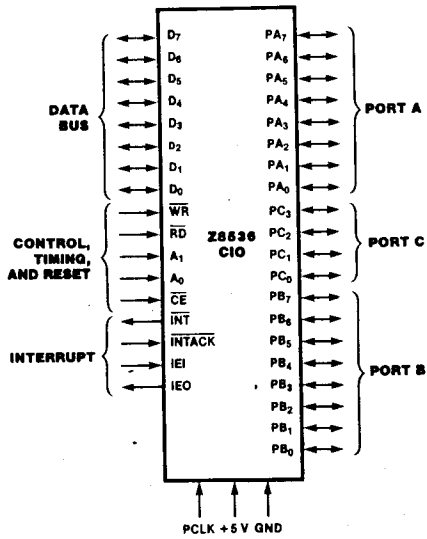 DATA
BUS
CONTROL,
TIMING,
AND RESET
INTERRUPT
D7
D6
D5
D4
D3
D2
D1
D0
WR
RD
A1
A0
CE
INT
INTACK
IEI
IEO
Z8536
CIO
PA7
PA6
PA5
PA4
PA3
PA2
PA1
PA0
PC3
PC2
PC1
PC0
PB7
PB6
PB5
PB4
PB3
PB2
PB1
PB0
PORT A
PORT C
PORT B
PCLK +5 V GND